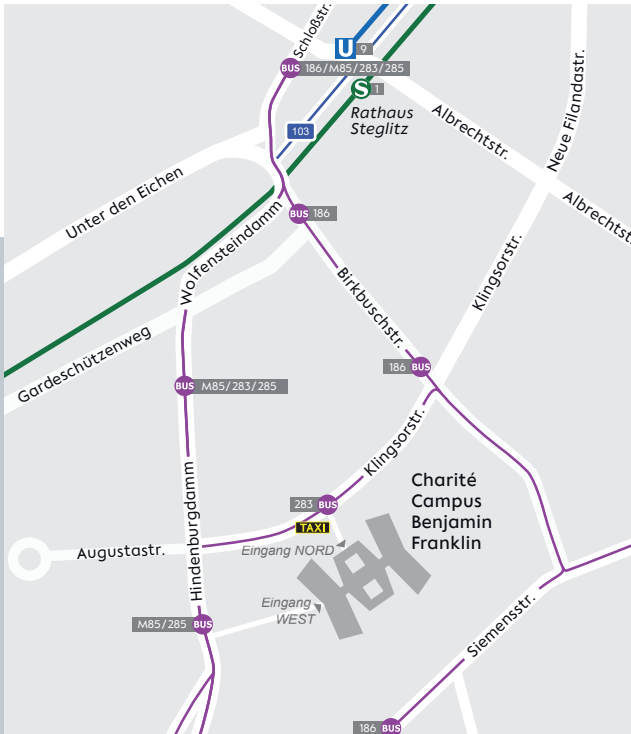 Schloßstr.
U 9
BUS 186/M85/283/285
S 1
Rathaus
Steglitz
103
Albrechtstr.
Neue Filandastr.
Unter den Eichen
Albrechtst
Wolfensteindamm
BUS 186
Klingsorstr.
Birkbuschstr.
Gardeschützenweg
186 BUS
BUS M85/283/285
Klingsorstr.
Charité
Campus
Benjamin
Franklin
283 BUS
TAXI
Hindenburgdamm
Augustastr.
Eingang NORD
Eingang
WEST
M85/285 BUS
Siemensstr.
186 BUS